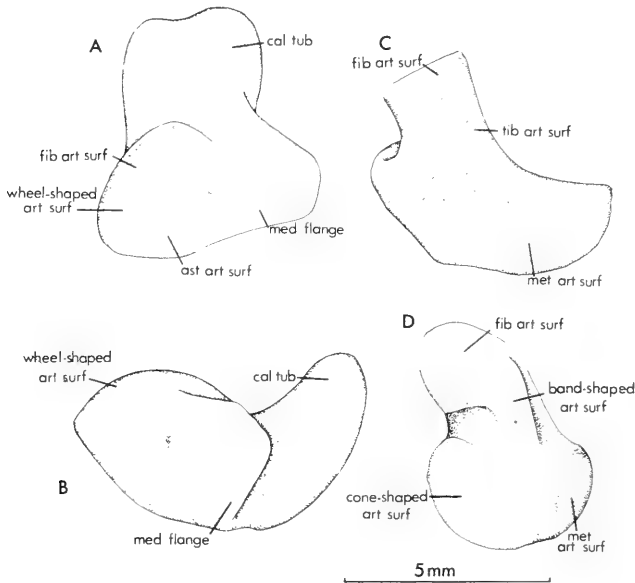 A
cal tub
fib art surf
wheel-shaped
art surf
ast art surf
med flange
C
fib art surf
tib art surf
met art surf
B
wheel-shaped
art surf
cal tub
med flange
D
fib art surf
band-shaped
art surf
cone-shaped
art surf
met
art surf
5mm